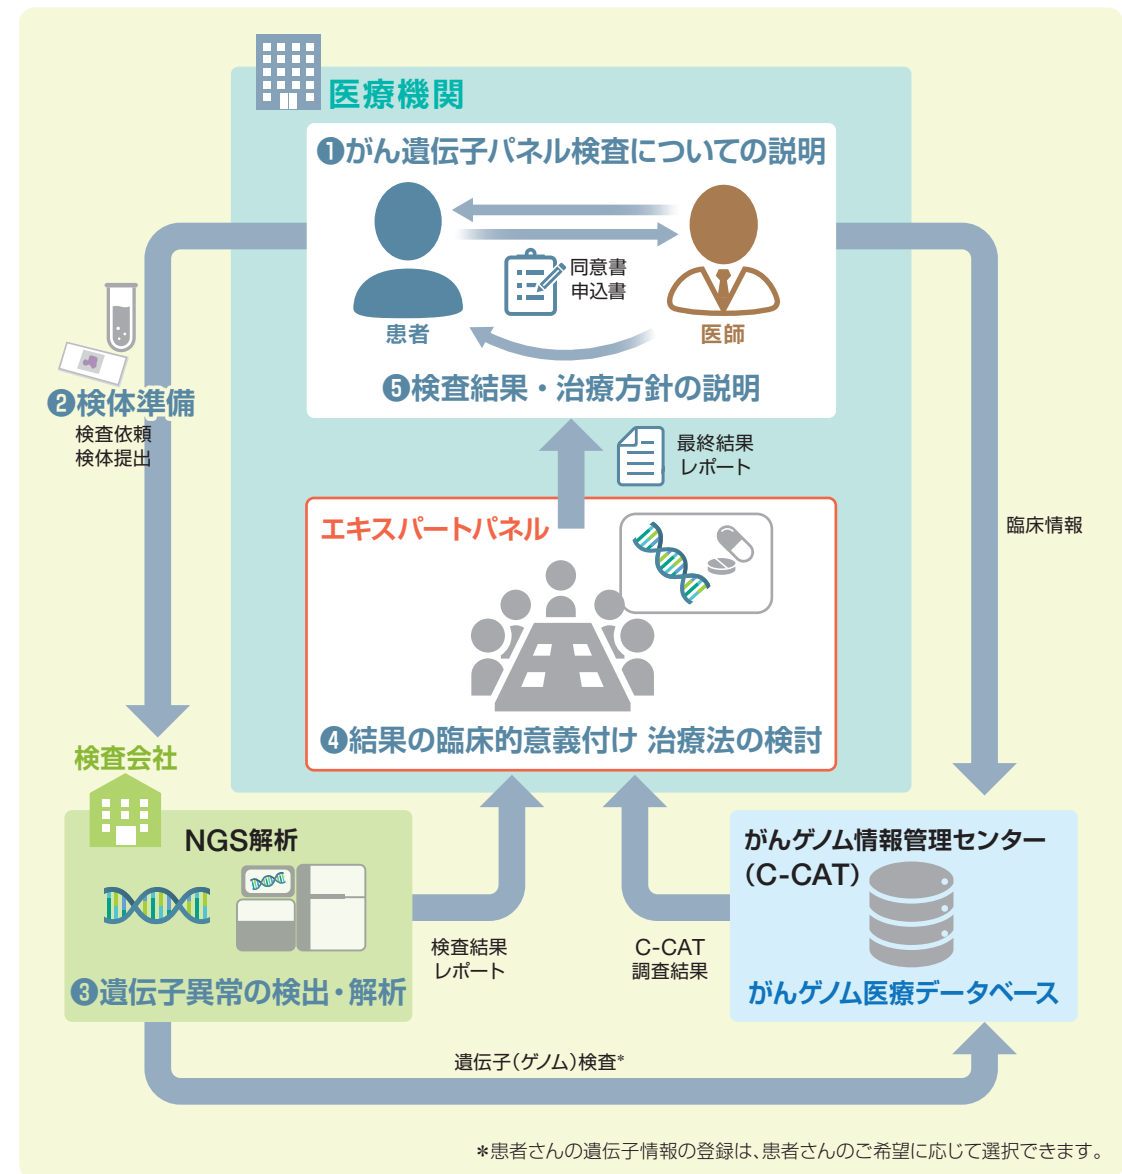 医療機関
❶がん遺伝子パネル検査についての説明
同意書
申込書
患者
医師
❺検査結果・治療方針の説明
❷検体準備
検査依頼
検体提出
最終結果
レポート
エキスパートパネル
臨床情報
❹結果の臨床的意義付け 治療法の検討
検査会社
NGS解析
❸遺伝子異常の検出・解析
検査結果
レポート
C-CAT
調査結果
がんゲノム情報管理センター
（C-CAT）
がんゲノム医療データベース
遺伝子（ゲノム）検査*
*患者さんの遺伝子情報の登録は、患者さんのご希望に応じて選択できます。